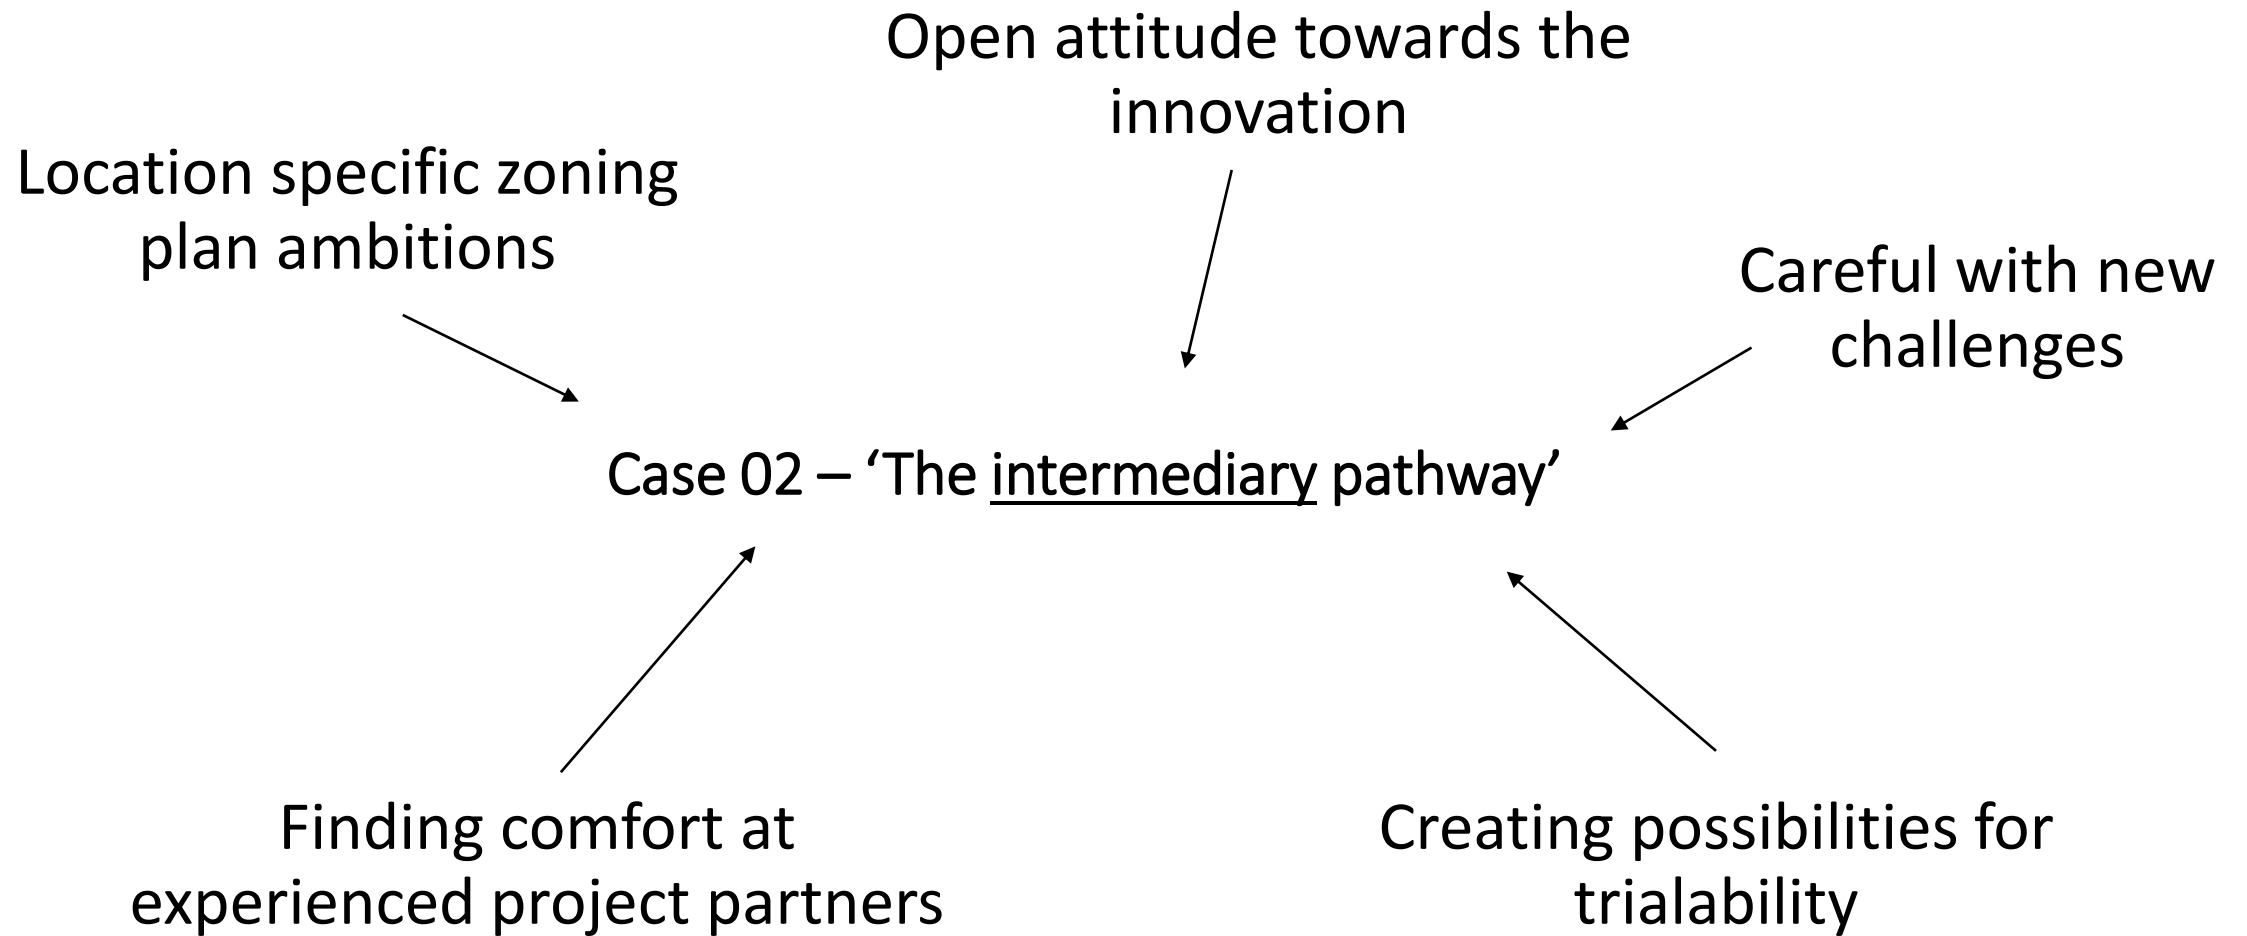 Open attitude towards the
innovation
Location specific zoning
plan ambitions
Careful with new
challenges
Case 02 – ‘The intermediary pathway’
Finding comfort at
experienced project partners
Creating possibilities for
trialability